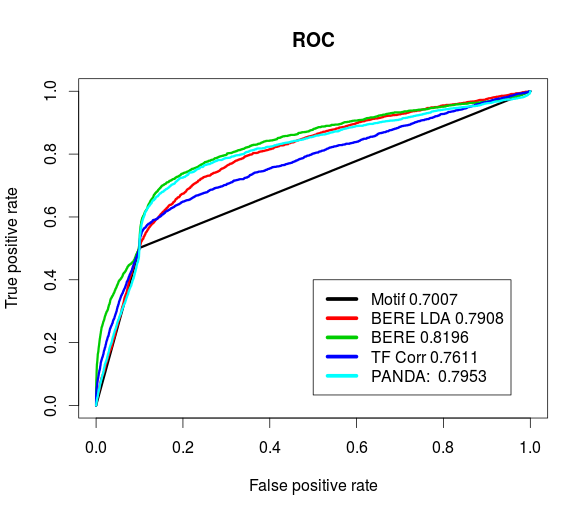 ROC
True positive rate
1.0
0.8
0.6
0.4
0.2
0.0
Motif 0.7007
BERE LDA 0.7908
BERE 0.8196
TF Corr 0.7611
PANDA:  0.7953
0.0 0.2 0.4 0.6 0.8 1.0
False positive rate